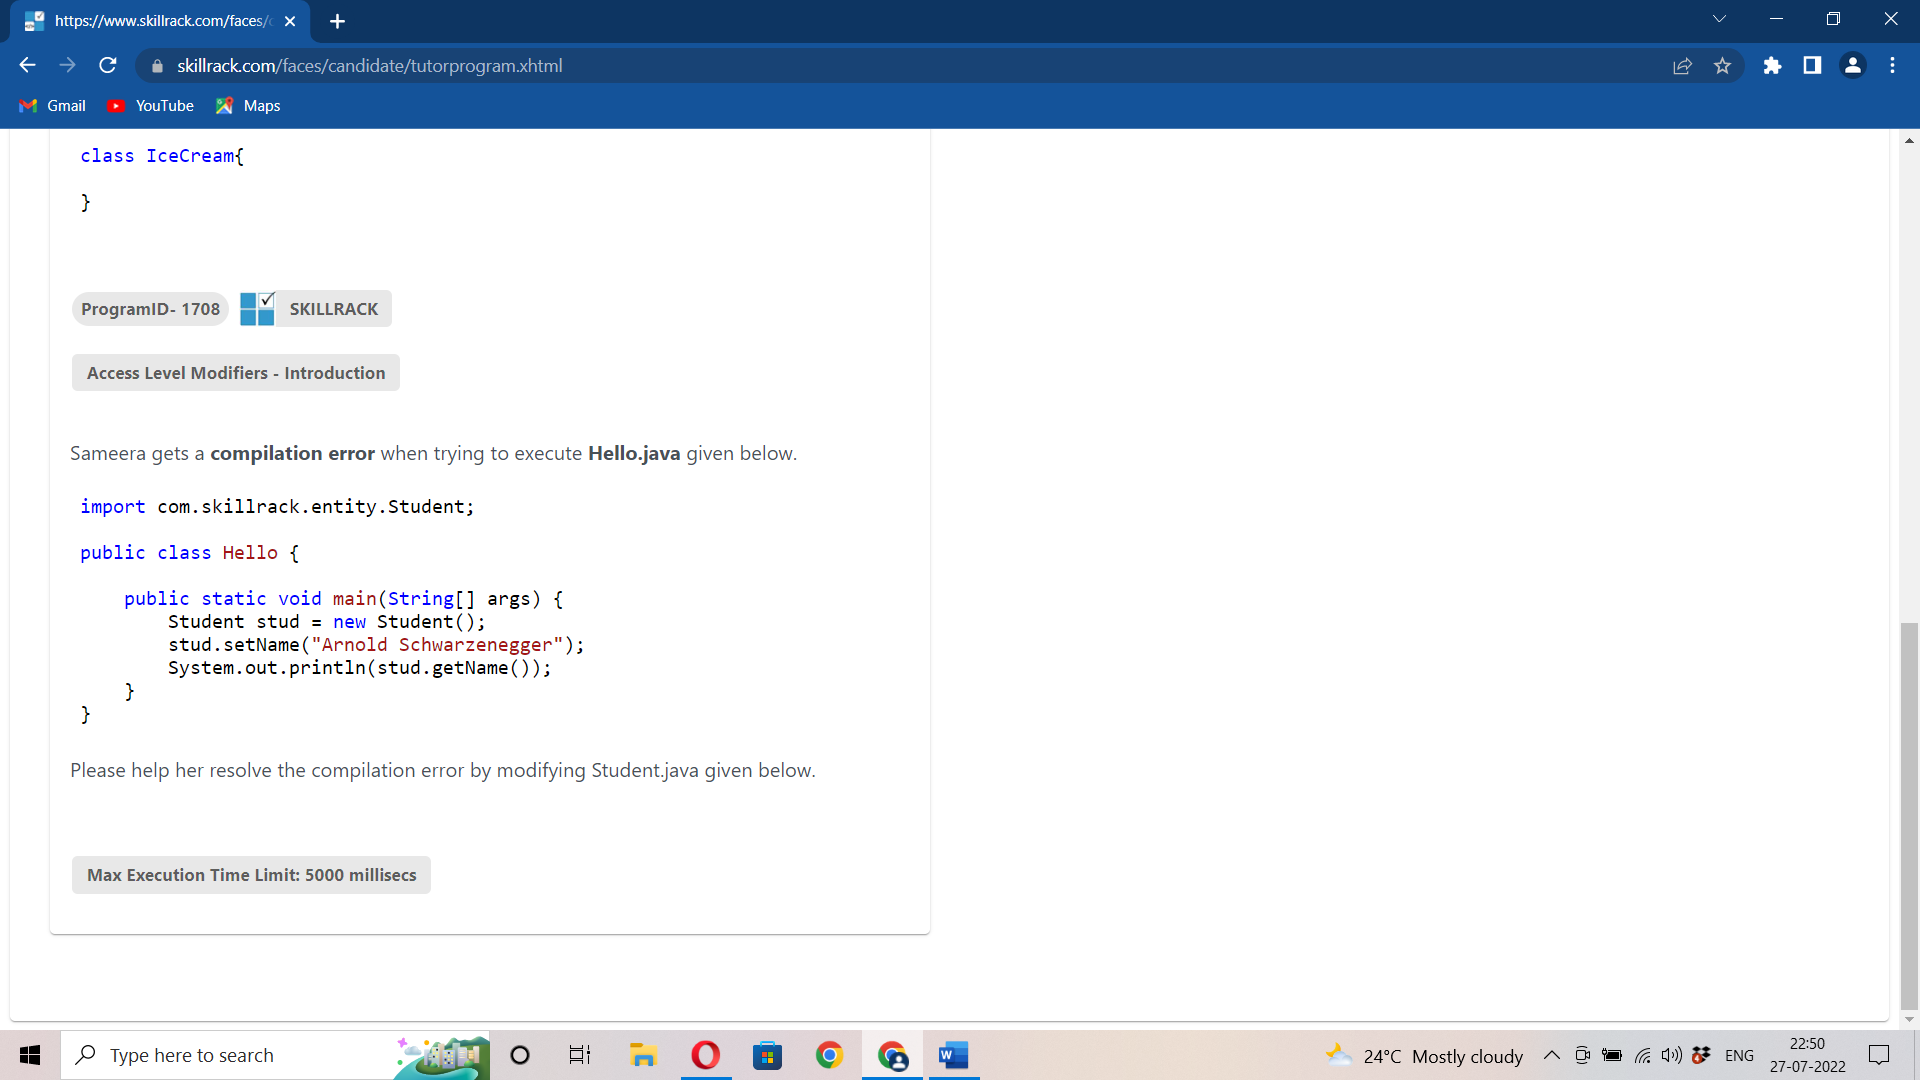 https://www.skillrack.com/faces/c
skillrack.com/faces/candidate/tutorprogram.xhtml
Gmail YouTube Maps
class IceCream{
}
ProgramID- 1708 SKILLRACK
Access Level Modifiers - Introduction
Sameera gets a compilation error when trying to execute Hello.java given below.
import com.skillrack.entity.Student;
public class Hello {
public static void main(String[] args) {
Student stud = new Student();
stud.setName("Arnold Schwarzenegger");
System.out.println(stud.getName());
}
}
Please help her resolve the compilation error by modifying Student.java given below.
Max Execution Time Limit: 5000 millisecs
Type here to search
24°C Mostly cloudy
ENG
22:50
27-07-2022